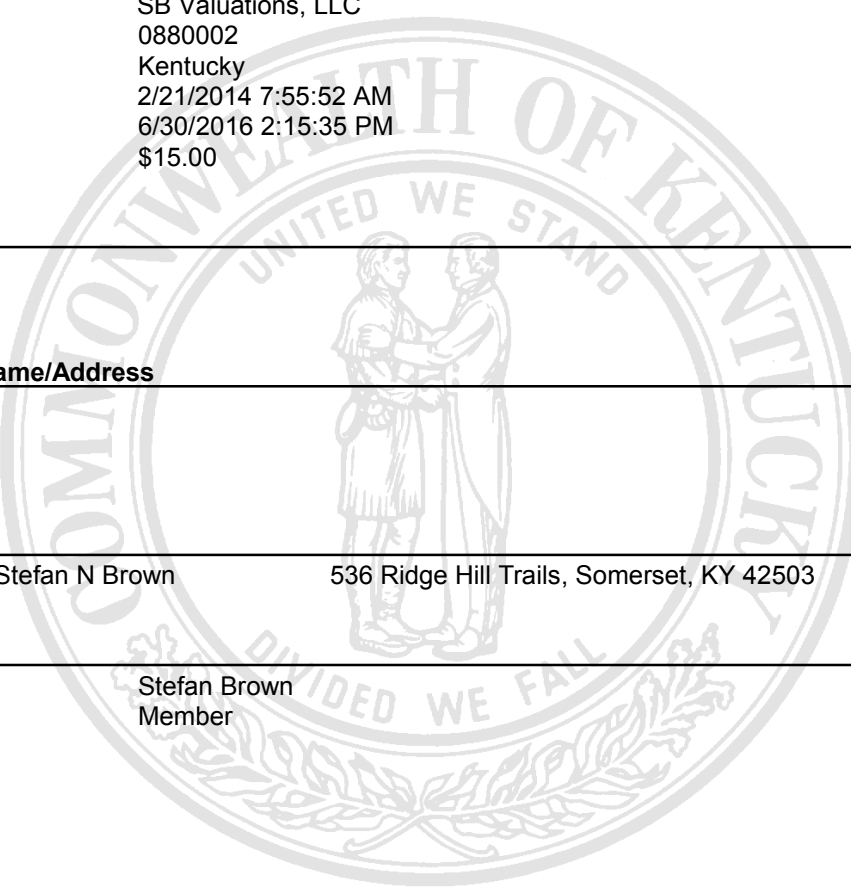 SB Valuations, LLC
0880002
Kentucky
2/21/2014 7:55:52 AM
6/30/2016 2:15:35 PM
$15.00
COMMONWEALTH OF KENTUCKY
UNITED WE STAND
ame/Address
Stefan N Brown 536 Ridge Hill Trails, Somerset, KY 42503
DIVIDED WE FALL
Stefan Brown
Member